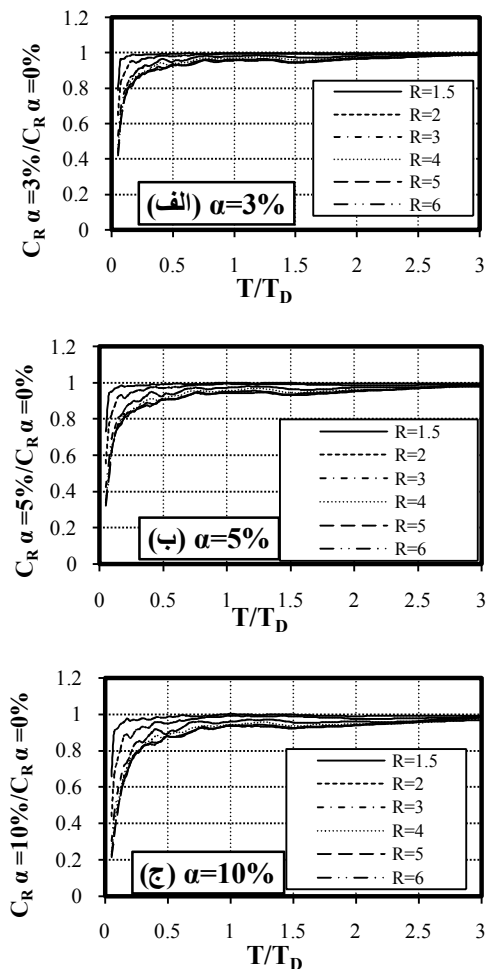 C_R α =3%/C_R α =0%
1.2
1
0.8
0.6
0.4
0.2
0
0 0.5 1 1.5 2 2.5 3
T/T_D
(الف) α=3%
R=1.5
R=2
R=3
R=4
R=5
R=6
C_R α =5%/C_R α =0%
1.2
1
0.8
0.6
0.4
0.2
0
0 0.5 1 1.5 2 2.5 3
T/T_D
(ب) α=5%
R=1.5
R=2
R=3
R=4
R=5
R=6
C_R α =10%/C_R α =0%
1.2
1
0.8
0.6
0.4
0.2
0
0 0.5 1 1.5 2 2.5 3
T/T_D
(ج) α=10%
R=1.5
R=2
R=3
R=4
R=5
R=6